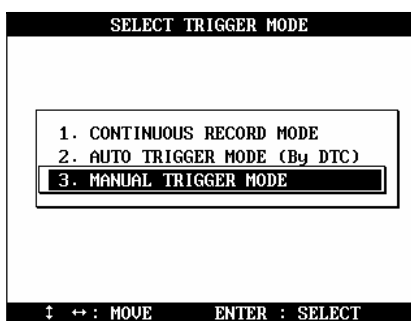 SELECT TRIGGER MODE
1. CONTINUOUS RECORD MODE
2. AUTO TRIGGER MODE (By DTC)
3. MANUAL TRIGGER MODE
↕ ↔: MOVE ENTER : SELECT